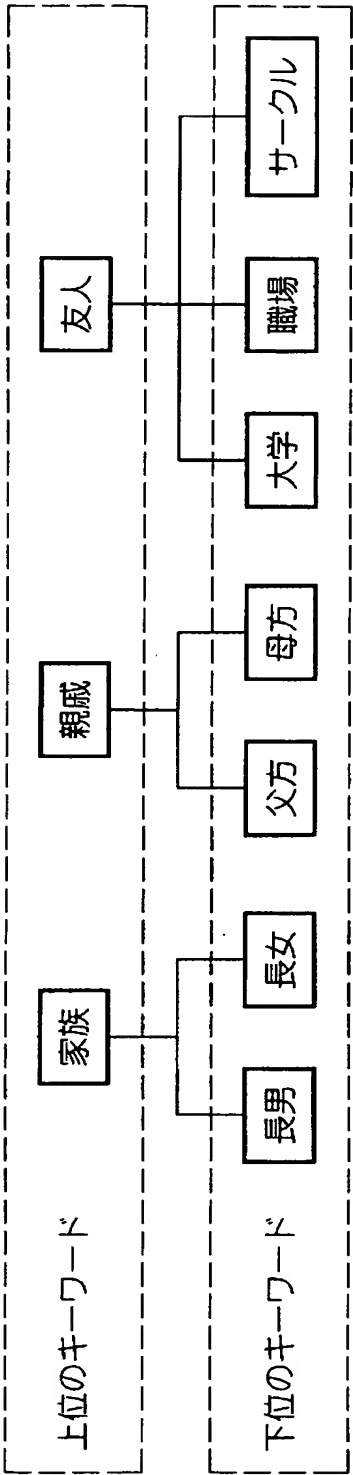 上位のキーワード
家族
親戚
友人
下位のキーワード
長男
長女
父方
母方
大学
職場
サークル